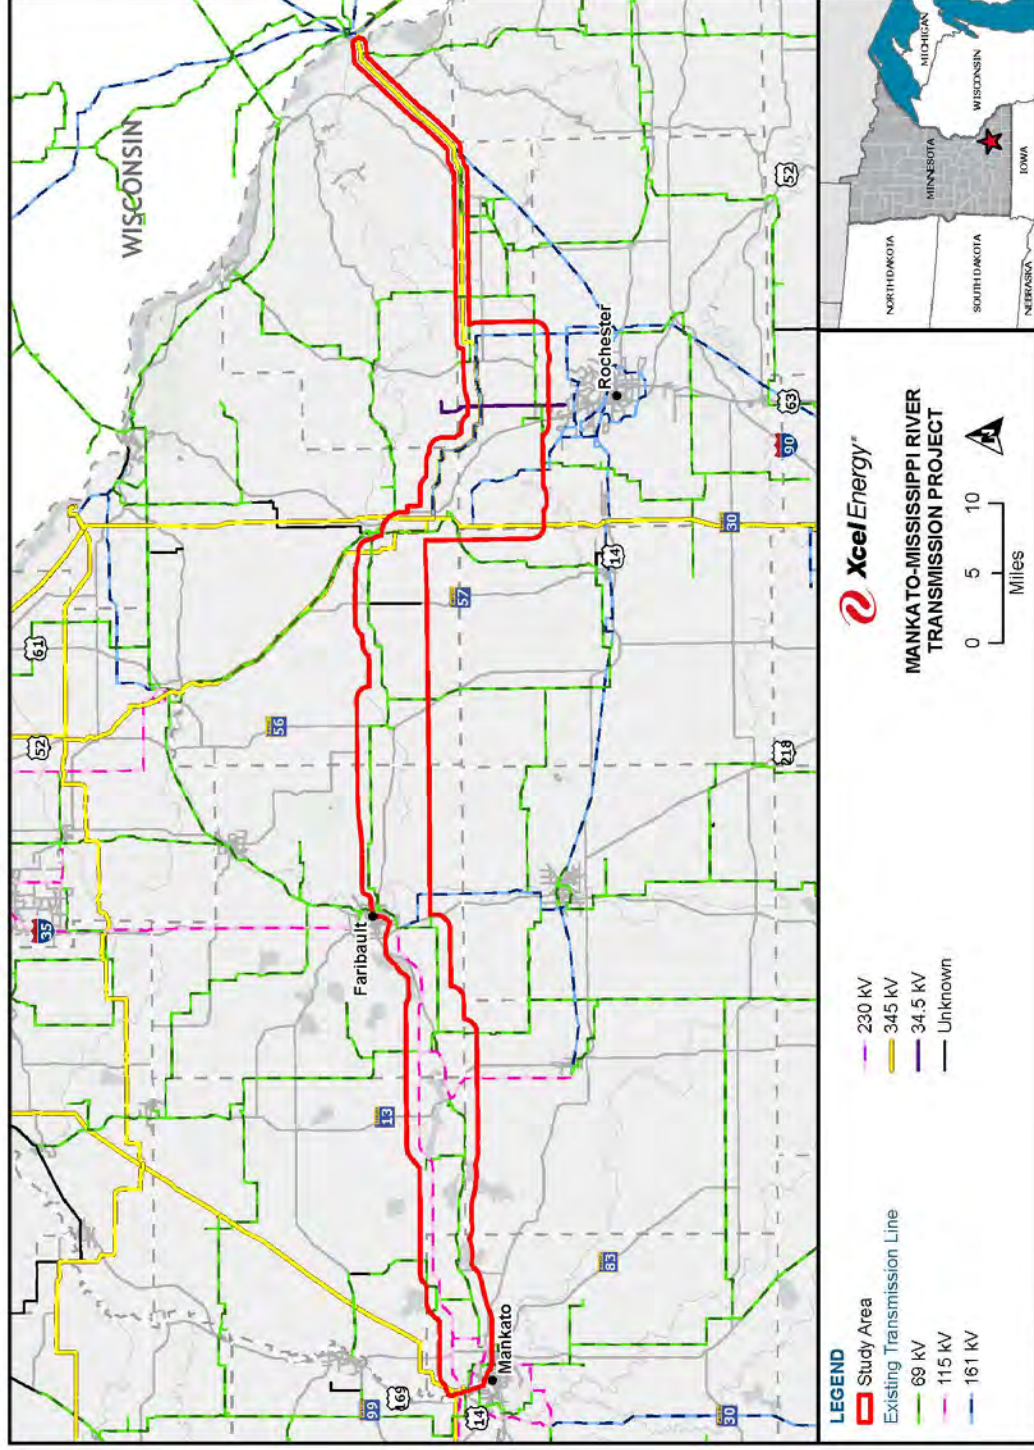 WISCONSIN
61
52
35
56
57
14
30
52
63
90
218
13
83
99
169
14
30
Faribault
Rochester
Mankato
LEGEND
Study Area
Existing Transmission Line
69 kV
115 kV
161 kV
230 kV
345 kV
34.5 kV
Unknown
Xcel Energy®
MANKATO-MISSISSIPPI RIVER
TRANSMISSION PROJECT
N
0 5 10
Miles
MICHIGAN
WISCONSIN
MINNESOTA
IOWA
NORTH DAKOTA
SOUTH DAKOTA
NEBRASKA